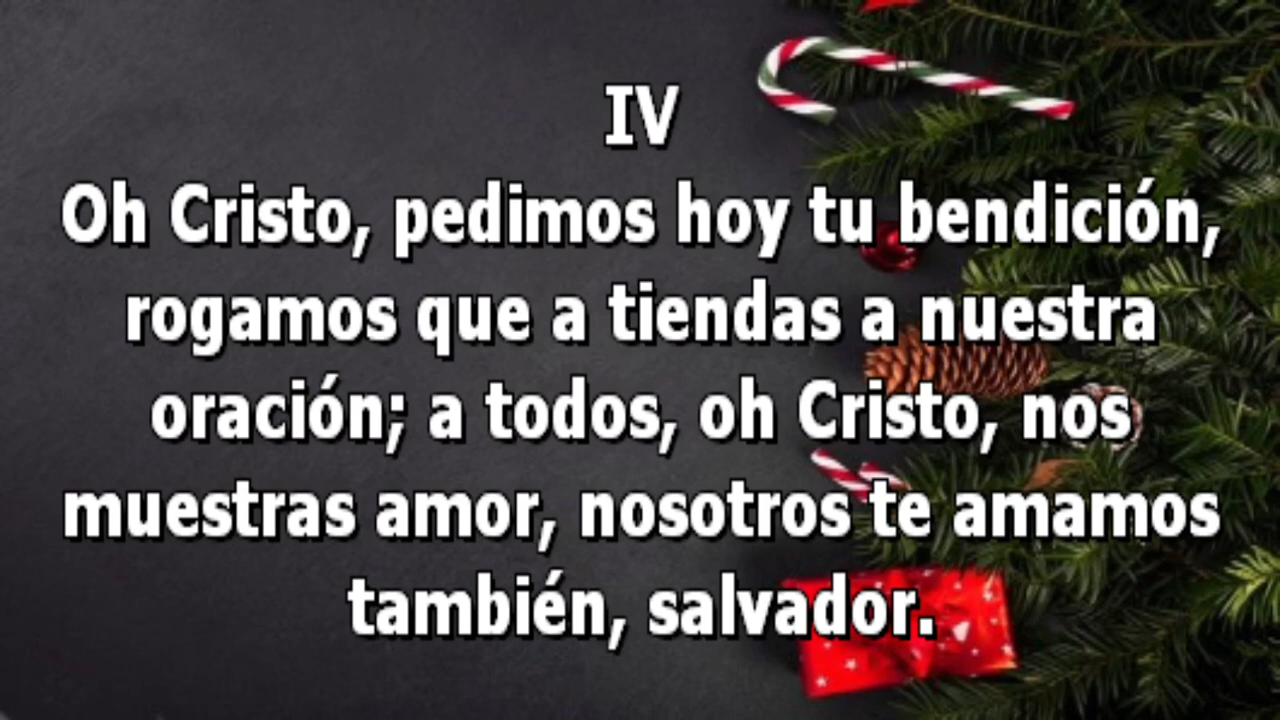 IV
Oh Cristo, pedimos hoy tu bendición,
rogamos que a tiendas a nuestra
oración; a todos, oh Cristo, nos
muestras amor, nosotros te amamos
también, salvador.